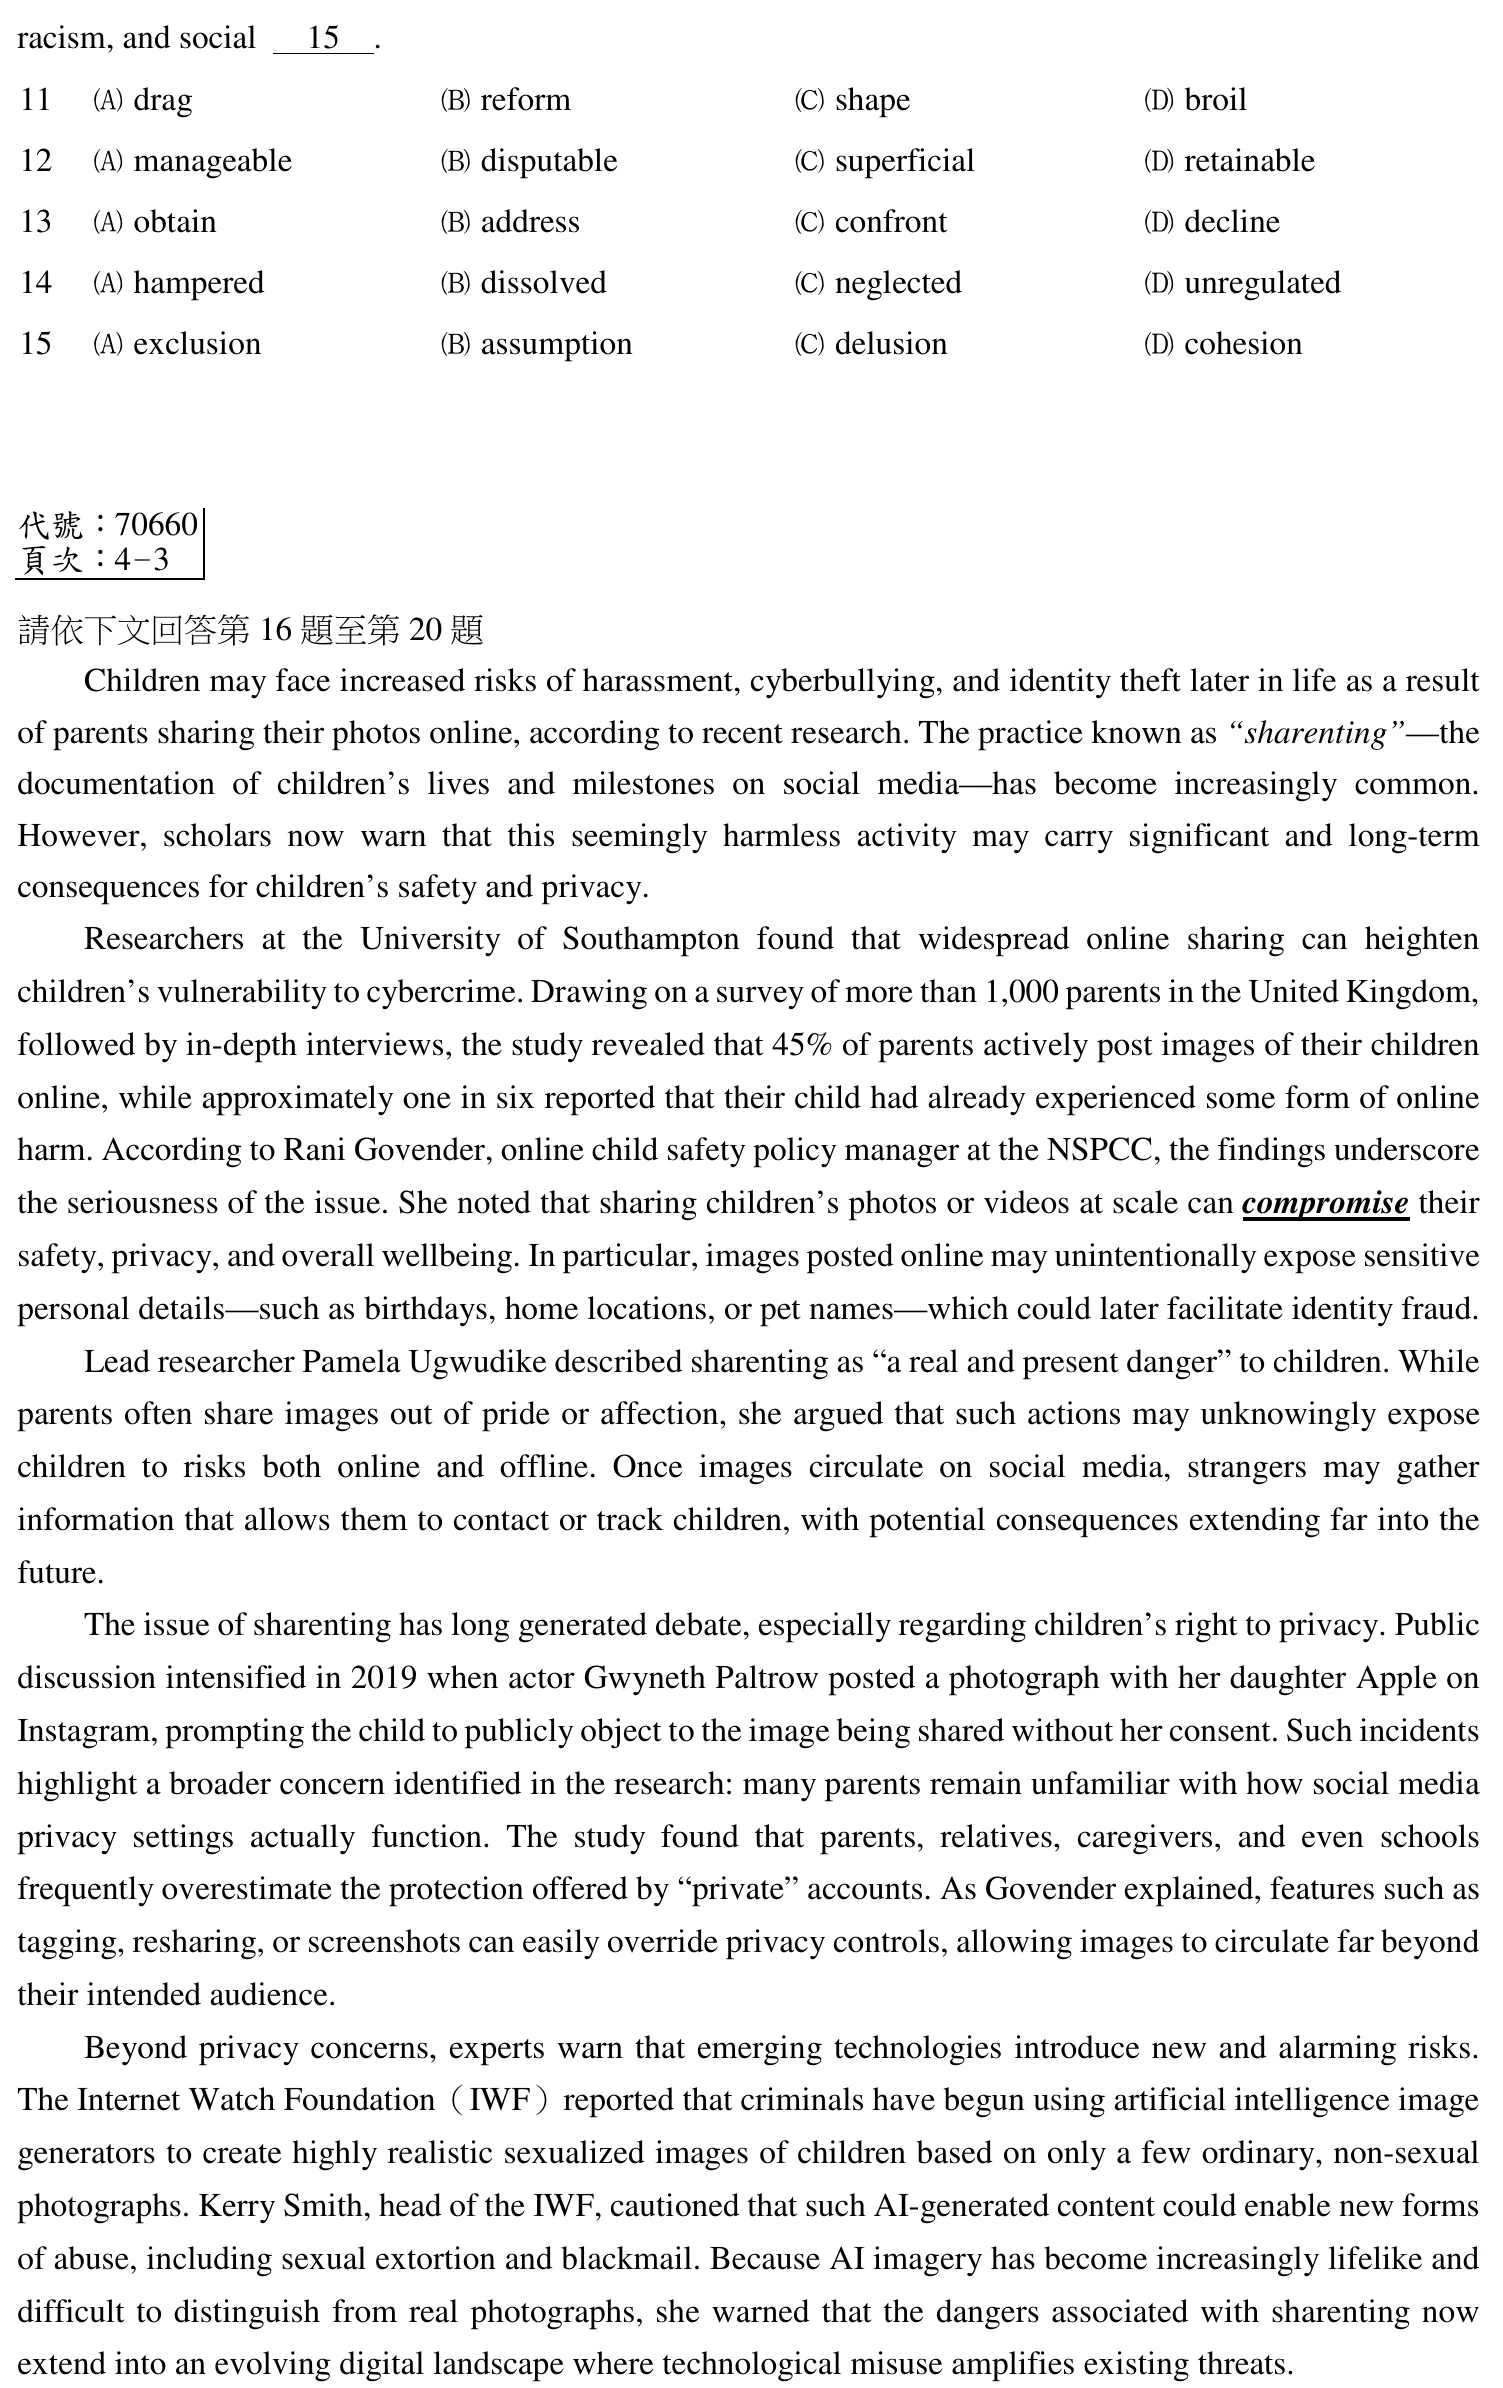 racism, and social 15 .
11 (A) drag (B) reform (C) shape (D) broil
12 (A) manageable (B) disputable (C) superficial (D) retainable
13 (A) obtain (B) address (C) confront (D) decline
14 (A) hampered (B) dissolved (C) neglected (D) unregulated
15 (A) exclusion (B) assumption (C) delusion (D) cohesion
代號：70660
頁次：4－3
請依下文回答第 16 題至第 20 題
Children may face increased risks of harassment, cyberbullying, and identity theft later in life as a result
of parents sharing their photos online, according to recent research. The practice known as “sharenting”—the
documentation of children’s lives and milestones on social media—has become increasingly common.
However, scholars now warn that this seemingly harmless activity may carry significant and long-term
consequences for children’s safety and privacy.
Researchers at the University of Southampton found that widespread online sharing can heighten
children’s vulnerability to cybercrime. Drawing on a survey of more than 1,000 parents in the United Kingdom,
followed by in-depth interviews, the study revealed that 45% of parents actively post images of their children
online, while approximately one in six reported that their child had already experienced some form of online
harm. According to Rani Govender, online child safety policy manager at the NSPCC, the findings underscore
the seriousness of the issue. She noted that sharing children’s photos or videos at scale can compromise their
safety, privacy, and overall wellbeing. In particular, images posted online may unintentionally expose sensitive
personal details—such as birthdays, home locations, or pet names—which could later facilitate identity fraud.
Lead researcher Pamela Ugwudike described sharenting as “a real and present danger” to children. While
parents often share images out of pride or affection, she argued that such actions may unknowingly expose
children to risks both online and offline. Once images circulate on social media, strangers may gather
information that allows them to contact or track children, with potential consequences extending far into the
future.
The issue of sharenting has long generated debate, especially regarding children’s right to privacy. Public
discussion intensified in 2019 when actor Gwyneth Paltrow posted a photograph with her daughter Apple on
Instagram, prompting the child to publicly object to the image being shared without her consent. Such incidents
highlight a broader concern identified in the research: many parents remain unfamiliar with how social media
privacy settings actually function. The study found that parents, relatives, caregivers, and even schools
frequently overestimate the protection offered by “private” accounts. As Govender explained, features such as
tagging, resharing, or screenshots can easily override privacy controls, allowing images to circulate far beyond
their intended audience.
Beyond privacy concerns, experts warn that emerging technologies introduce new and alarming risks.
The Internet Watch Foundation（IWF）reported that criminals have begun using artificial intelligence image
generators to create highly realistic sexualized images of children based on only a few ordinary, non-sexual
photographs. Kerry Smith, head of the IWF, cautioned that such AI-generated content could enable new forms
of abuse, including sexual extortion and blackmail. Because AI imagery has become increasingly lifelike and
difficult to distinguish from real photographs, she warned that the dangers associated with sharenting now
extend into an evolving digital landscape where technological misuse amplifies existing threats.